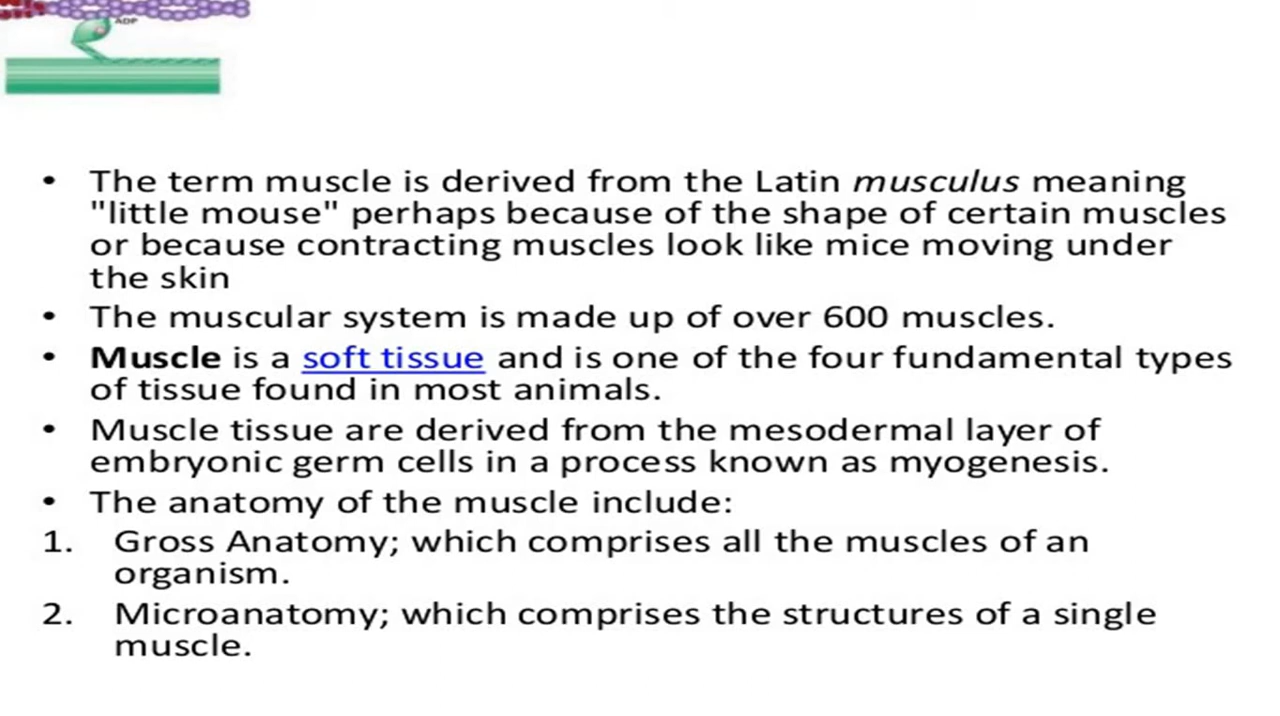 ADP
• The term muscle is derived from the Latin musculus meaning
"little mouse" perhaps because of the shape of certain muscles
or because contracting muscles look like mice moving under
the skin
• The muscular system is made up of over 600 muscles.
• Muscle is a soft tissue and is one of the four fundamental types
of tissue found in most animals.
• Muscle tissue are derived from the mesodermal layer of
embryonic germ cells in a process known as myogenesis.
• The anatomy of the muscle include:
1. Gross Anatomy; which comprises all the muscles of an
organism.
2. Microanatomy; which comprises the structures of a single
muscle.